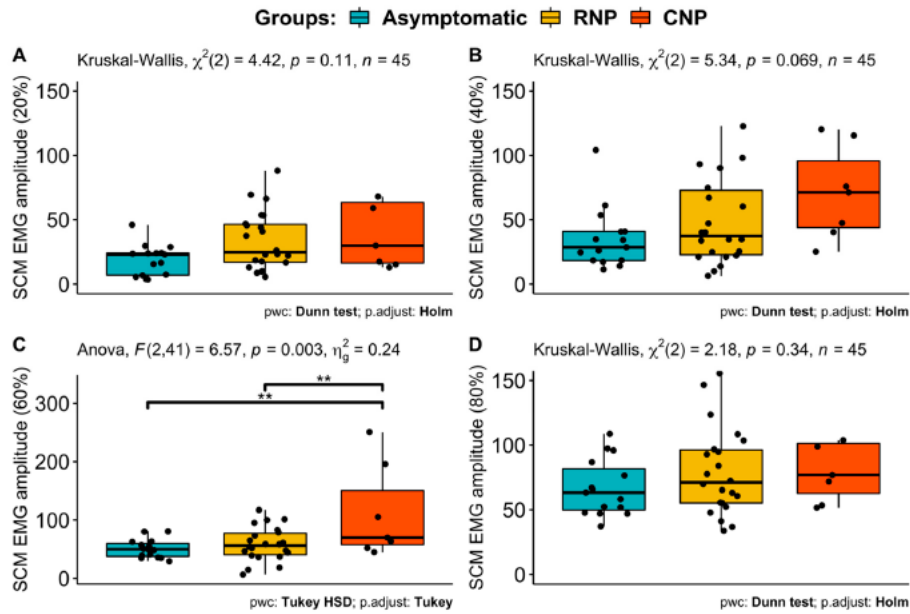 Groups: Asymptomatic RNP CNP
A
Kruskal-Wallis, χ²(2) = 4.42, p = 0.11, n = 45
SCM EMG amplitude (20%)
150
100
50
0
pwc: Dunn test; p.adjust: Holm
B
Kruskal-Wallis, χ²(2) = 5.34, p = 0.069, n = 45
SCM EMG amplitude (40%)
150
100
50
0
pwc: Dunn test; p.adjust: Holm
C
Anova, F(2,41) = 6.57, p = 0.003, η²g = 0.24
SCM EMG amplitude (60%)
300
200
100
0
**
**
pwc: Tukey HSD; p.adjust: Tukey
D
Kruskal-Wallis, χ²(2) = 2.18, p = 0.34, n = 45
SCM EMG amplitude (80%)
150
100
50
0
pwc: Dunn test; p.adjust: Holm